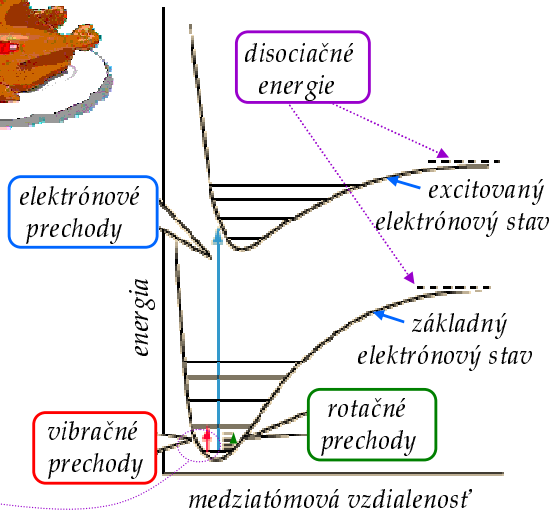 disociačné
energie
elektrónové
prechody
excitovaný
elektrónový stav
energia
základný
elektrónový stav
vibračné
prechody
rotačné
prechody
medziatómová vzdialenosť